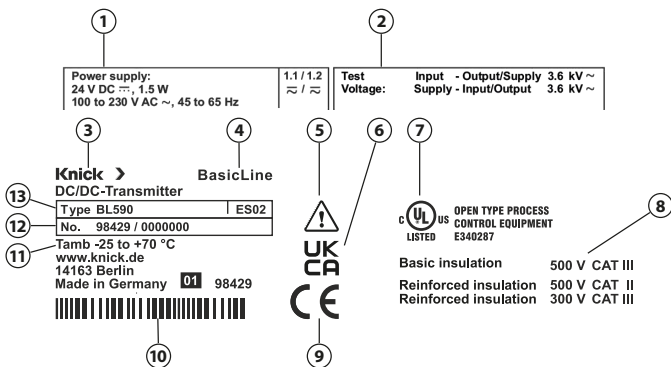 1
2
Power supply:
24 V DC ⎓, 1.5 W
100 to 230 V AC ~, 45 to 65 Hz
1.1 / 1.2
≂ / ≂
Test Input - Output/Supply 3.6 kV ~
Voltage: Supply - Input/Output 3.6 kV ~
3
4
5
6
7
8
Knick >
BasicLine
DC/DC-Transmitter
13
Type BL590 ES02
12
No. 98429 / 0000000
11
Tamb -25 to +70 °C
www.knick.de
14163 Berlin
Made in Germany 01 98429
10
UK
CA
CE
9
c UL us
LISTED
OPEN TYPE PROCESS
CONTROL EQUIPMENT
E340287
Basic insulation 500 V CAT III
Reinforced insulation 500 V CAT II
Reinforced insulation 300 V CAT III